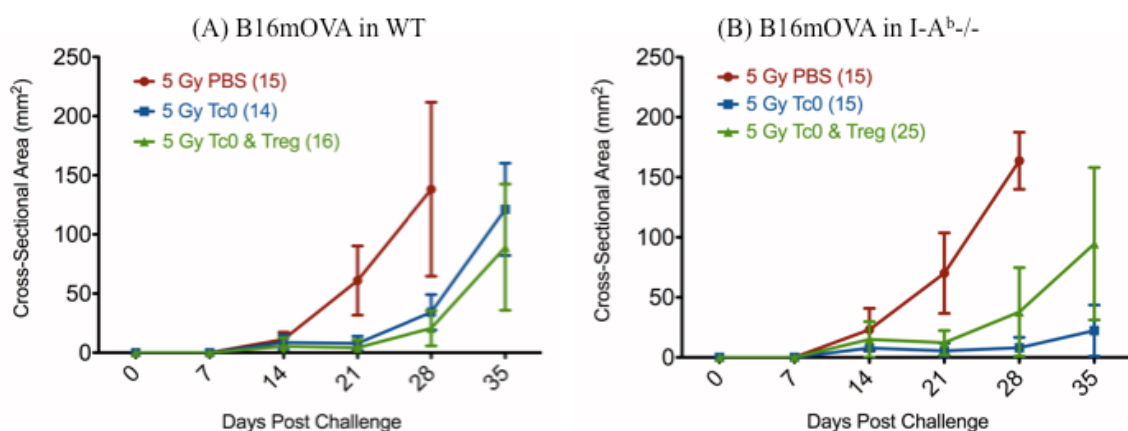 (A) B16mOVA in WT
Cross-Sectional Area (mm²)
250
200
150
100
50
0
5 Gy PBS (15)
5 Gy Tc0 (14)
5 Gy Tc0 & Treg (16)
0 7 14 21 28 35
Days Post Challenge
(B) B16mOVA in I-Aᵇ-/-
Cross-Sectional Area (mm²)
250
200
150
100
50
0
5 Gy PBS (15)
5 Gy Tc0 (15)
5 Gy Tc0 & Treg (25)
0 7 14 21 28 35
Days Post Challenge